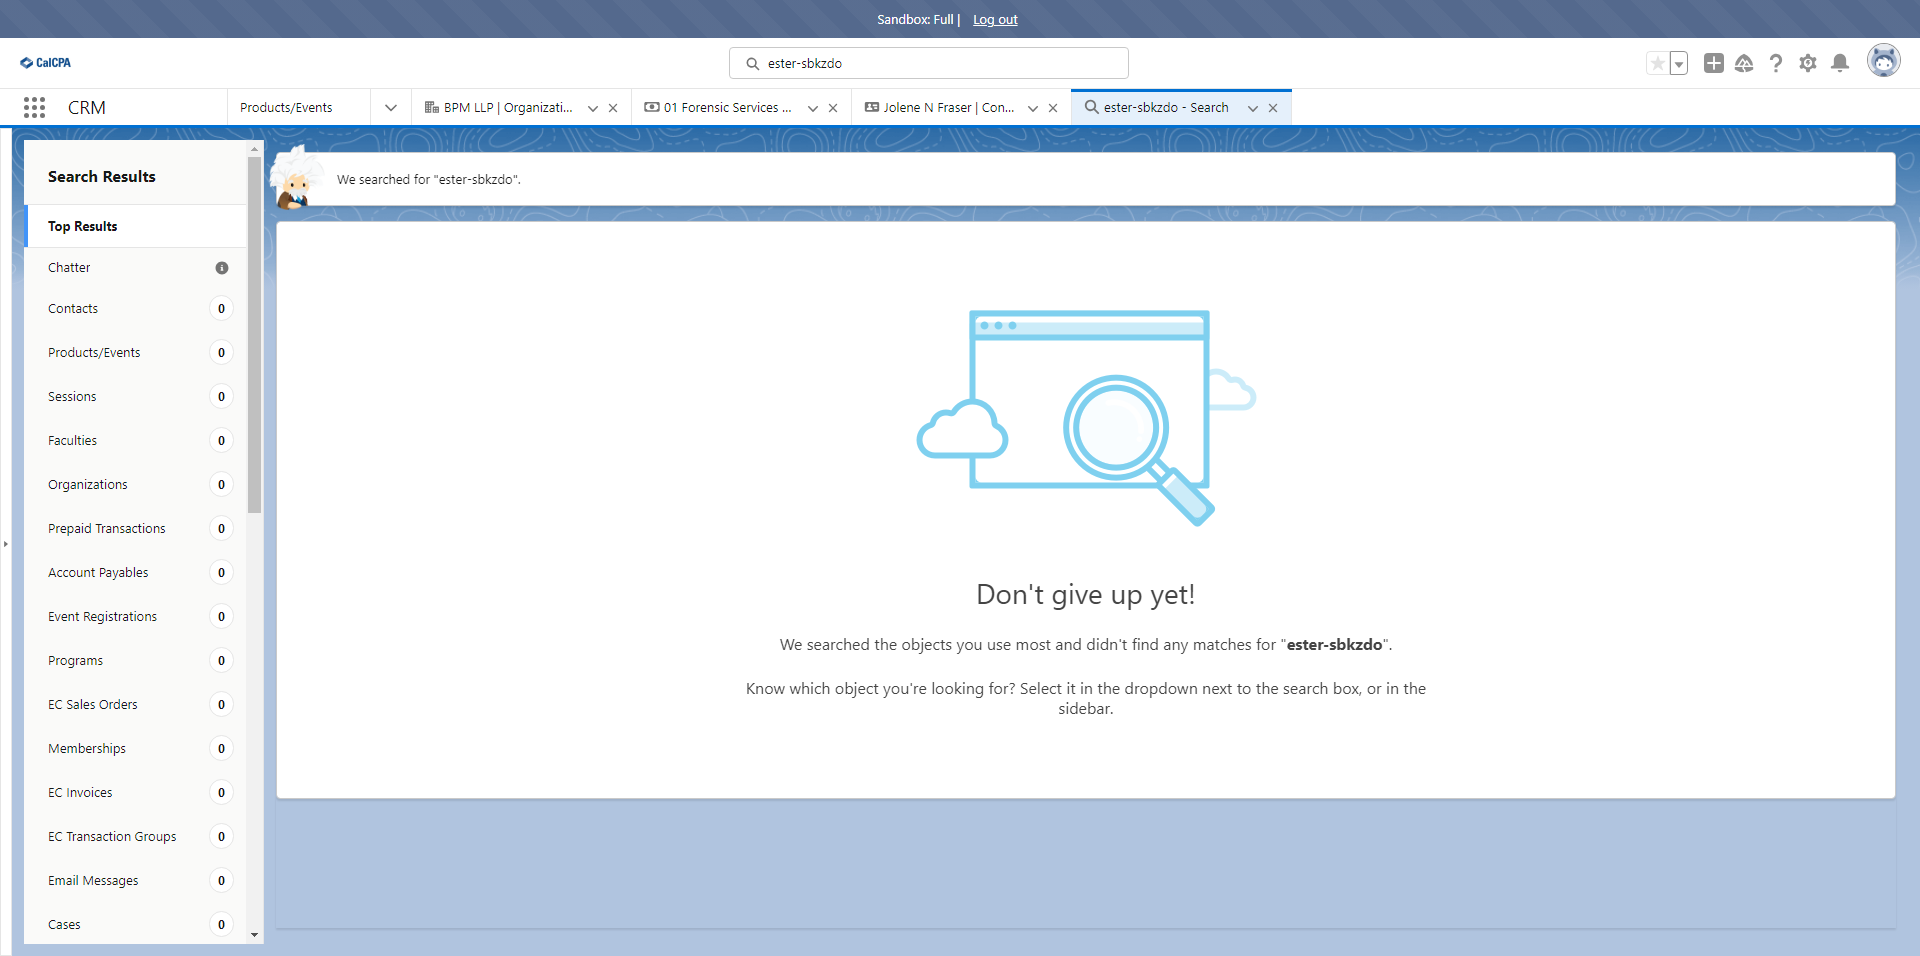 Sandbox: Full | Log out
CalCPA
ester-sbkzdo
CRM
Products/Events
BPM LLP | Organizati...
01 Forensic Services ...
Jolene N Fraser | Con...
ester-sbkzdo - Search
Search Results
We searched for "ester-sbkzdo".
Top Results
Chatter
Contacts 0
Products/Events 0
Sessions 0
Faculties 0
Organizations 0
Prepaid Transactions 0
Account Payables 0
Event Registrations 0
Programs 0
EC Sales Orders 0
Memberships 0
EC Invoices 0
EC Transaction Groups 0
Email Messages 0
Cases 0
Don't give up yet!
We searched the objects you use most and didn't find any matches for "ester-sbkzdo".
Know which object you're looking for? Select it in the dropdown next to the search box, or in the
sidebar.